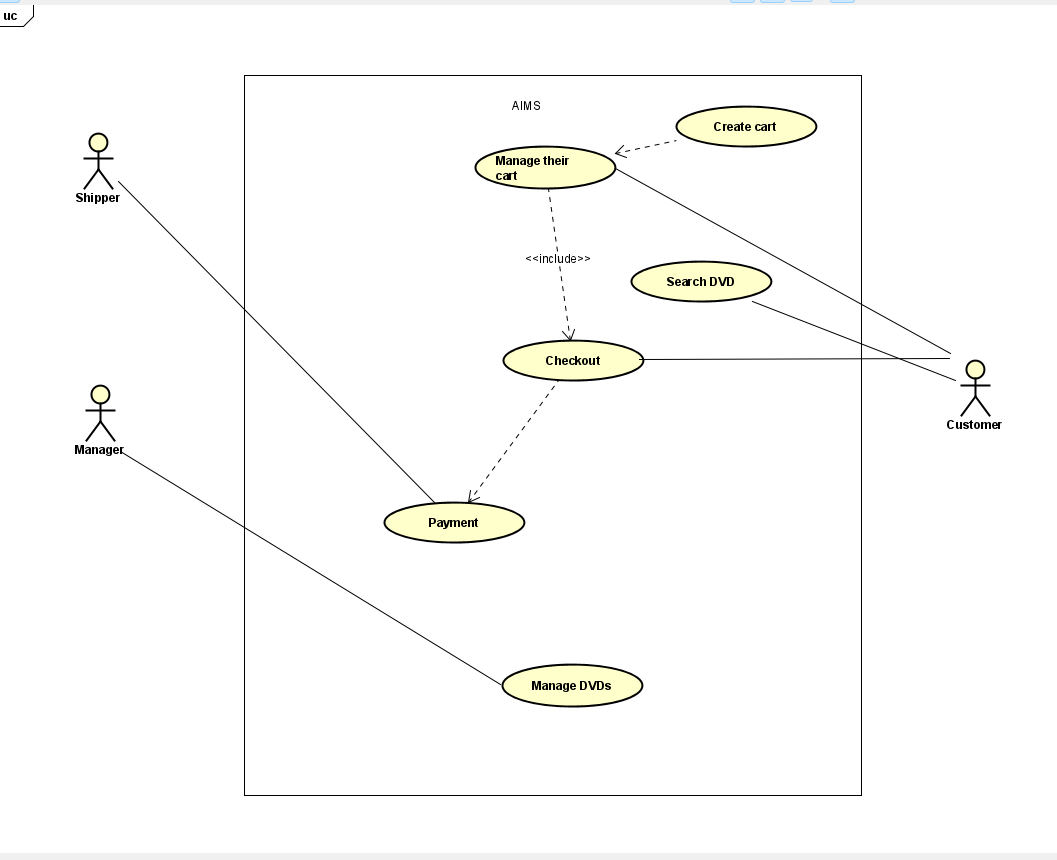 uc
AIMS
Create cart
Manage their
cart
Shipper
<<include>>
Search DVD
Checkout
Customer
Manager
Payment
Manage DVDs